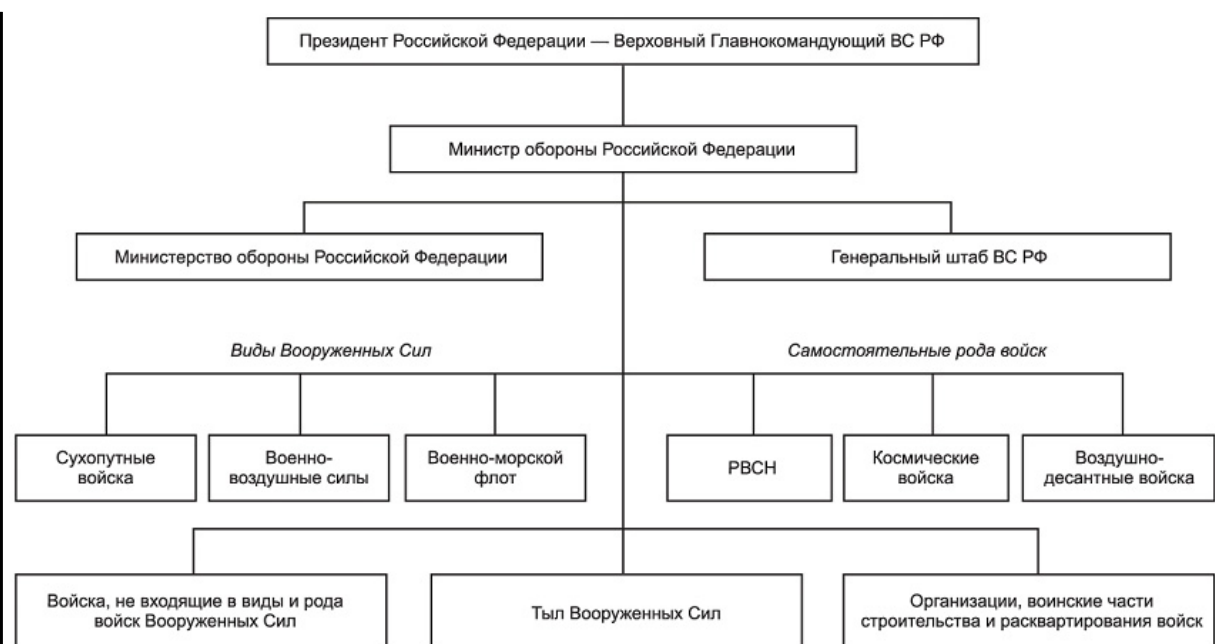 Президент Российской Федерации — Верховный Главнокомандующий ВС РФ
Министр обороны Российской Федерации
Министерство обороны Российской Федерации
Генеральный штаб ВС РФ
Виды Вооруженных Сил
Самостоятельные рода войск
Сухопутные
войска
Военно-
воздушные силы
Военно-морской
флот
РВСН
Космические
войска
Воздушно-
десантные войска
Войска, не входящие в виды и рода
войск Вооруженных Сил
Тыл Вооруженных Сил
Организации, воинские части
строительства и расквартирования войск